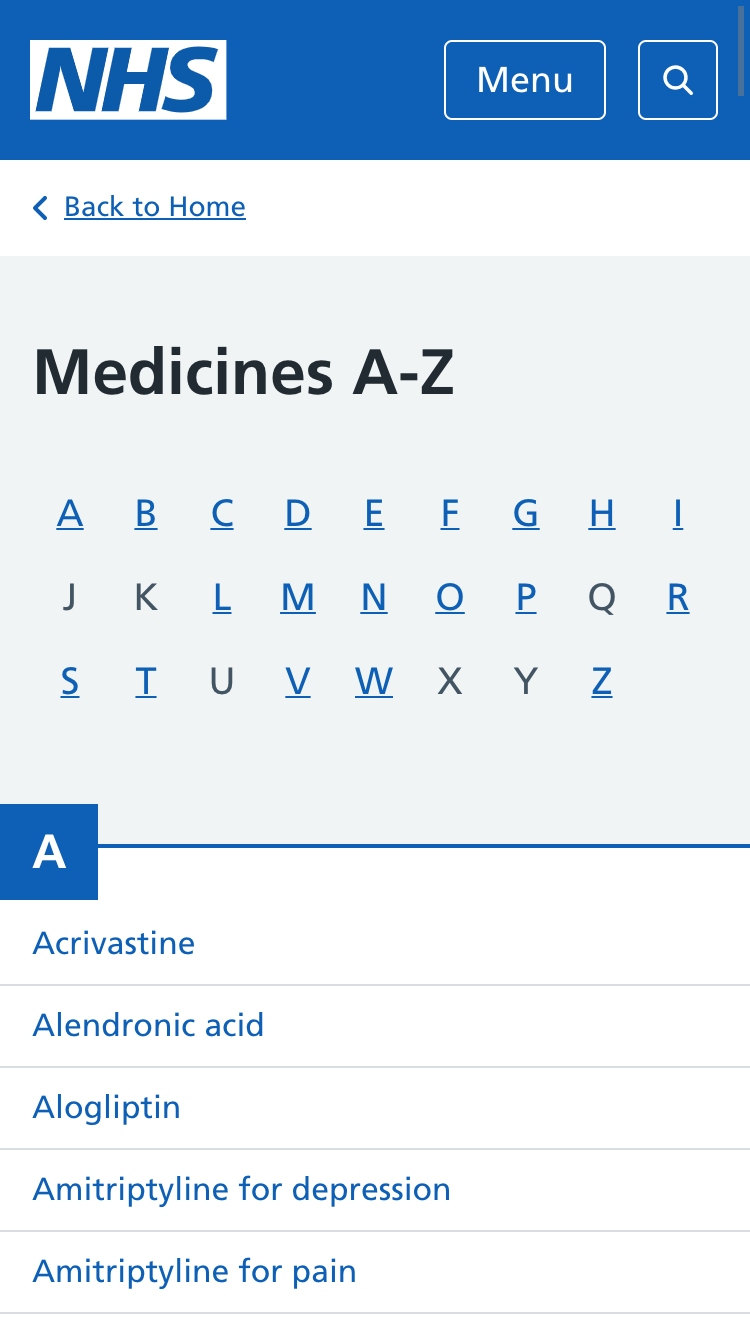 NHS
Menu
Back to Home
Medicines A-Z
A B C D E F G H I
J K L M N O P Q R
S T U V W X Y Z
A
Acrivastine
Alendronic acid
Alogliptin
Amitriptyline for depression
Amitriptyline for pain